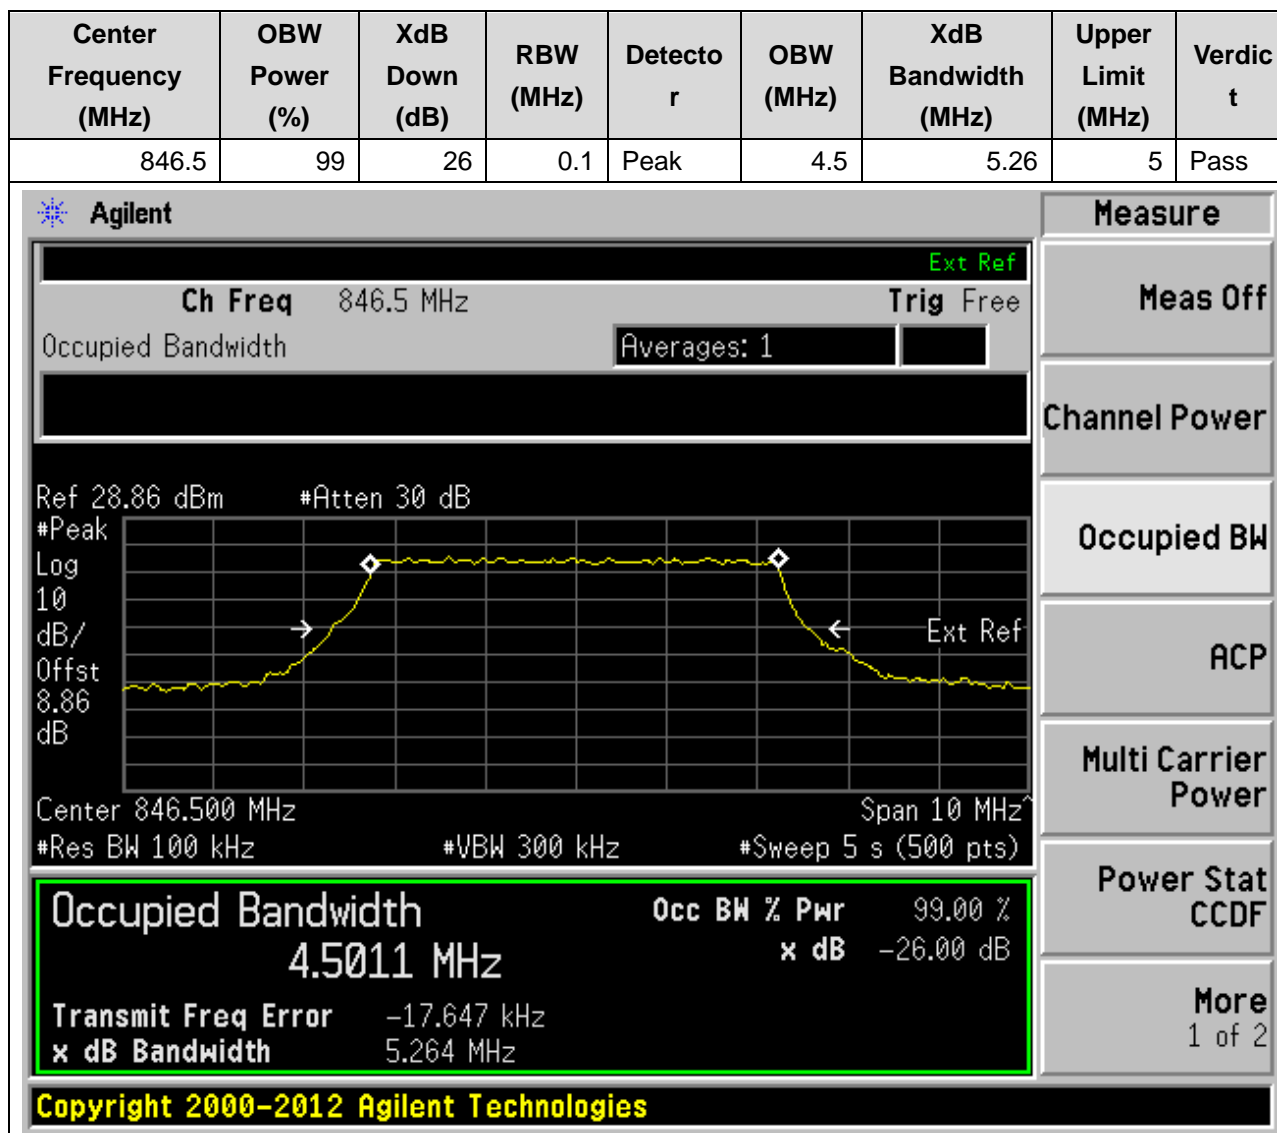 Center Frequency (MHz) OBW Power (%) XdB Down (dB) RBW (MHz) Detecto r OBW (MHz) XdB Bandwidth (MHz) Upper Limit (MHz) Verdic t
846.5 99 26 0.1 Peak 4.5 5.26 5 Pass
Agilent
Measure
Ext Ref
Ch Freq 846.5 MHz Trig Free
Meas Off
Occupied Bandwidth Averages: 1
Channel Power
Ref 28.86 dBm #Atten 30 dB
#Peak
Log
10
dB/
Offst
8.86
dB
Ext Ref
Occupied BW
ACP
Multi Carrier
Power
Center 846.500 MHz Span 10 MHz^
#Res BW 100 kHz #VBW 300 kHz #Sweep 5 s (500 pts)
Power Stat
CCDF
Occupied Bandwidth Occ BW % Pwr 99.00 %
4.5011 MHz x dB -26.00 dB
Transmit Freq Error -17.647 kHz
x dB Bandwidth 5.264 MHz
More
1 of 2
Copyright 2000-2012 Agilent Technologies